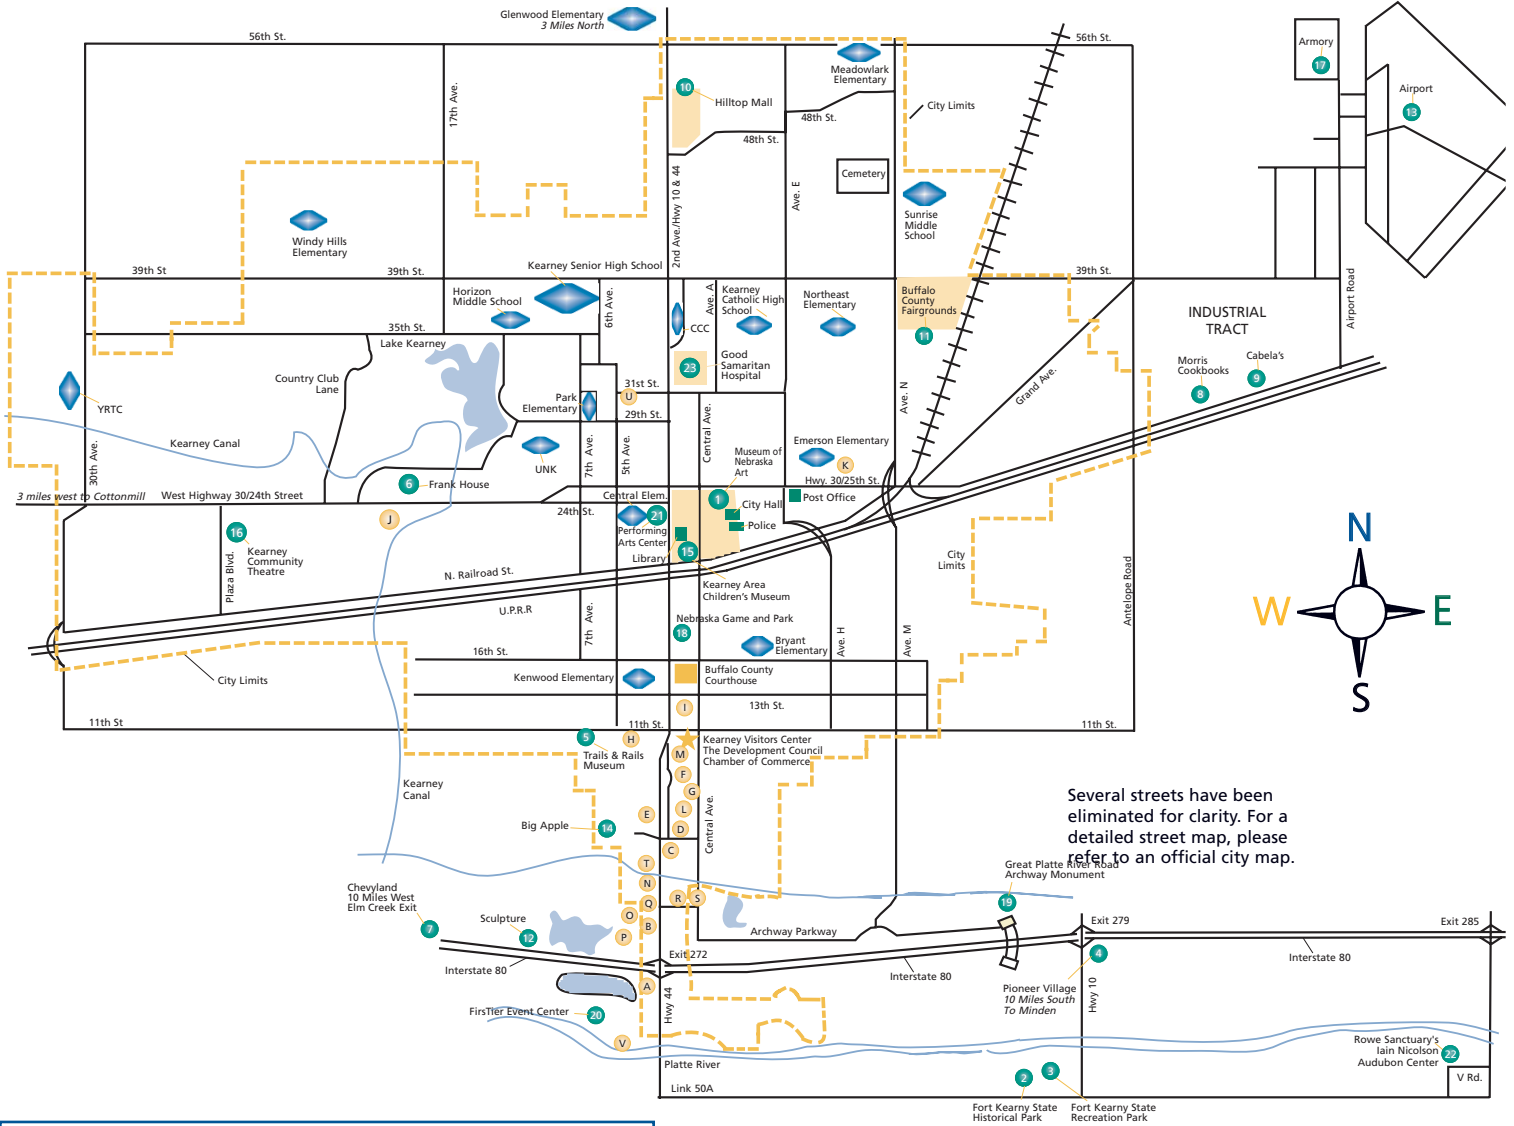 Glenwood Elementary
3 Miles North
56th St.
56th St.
Meadowlark
Elementary
Armory
17
Airport
13
17th Ave.
10
Hilltop Mall
City Limits
48th St.
48th St.
Cemetery
2nd Ave./Hwy 10 & 44
Ave. E
Sunrise
Middle
School
Windy Hills
Elementary
39th St
39th St.
Kearney Senior High School
39th St.
Horizon
Middle School
6th Ave.
Ave. A
Kearney
Catholic High
School
CCC
Northeast
Elementary
Buffalo
County
Fairgrounds
11
Airport Road
INDUSTRIAL
TRACT
35th St.
Lake Kearney
Country Club
Lane
23
Good
Samaritan
Hospital
Morris
Cookbooks
8
Cabela's
9
YRTC
31st St.
U
Park
Elementary
29th St.
Grand Ave.
Ave. N
30th Ave.
Kearney Canal
UNK
7th Ave.
5th Ave.
Central Ave.
Museum of
Nebraska
Art
Emerson Elementary
K
Hwy. 30/25th St.
6
Frank House
3 miles west to Cottonmill
West Highway 30/24th Street
Central Elem.
1
City Hall
Post Office
Police
24th St.
21
Performing
Arts Center
Library
15
J
16
Kearney
Community
Theatre
Plaza Blvd.
N. Railroad St.
U.P.R.R
Kearney Area
Children's Museum
City
Limits
Antelope Road
N
W
E
S
7th Ave.
Nebraska Game and Park
18
Bryant
Elementary
Ave. H
Ave. M
16th St.
Kenwood Elementary
Buffalo County
Courthouse
City Limits
I
13th St.
11th St
11th St.
11th St.
5
H
Trails & Rails
Museum
Kearney Visitors Center
The Development Council
Chamber of Commerce
M
F
G
L
E
D
C
Kearney
Canal
Big Apple
14
Central Ave.
Several streets have been
eliminated for clarity. For a
detailed street map, please
refer to an official city map.
Great Platte River Road
Archway Monument
19
T
N
R
S
Q
O
B
P
Chevyland
10 Miles West
Elm Creek Exit
7
Sculpture
12
Archway Parkway
Exit 279
Exit 285
Exit 272
Interstate 80
Interstate 80
Interstate 80
4
Pioneer Village
10 Miles South
To Minden
Hwy 10
Hwy 44
A
FirsTier Event Center
20
V
Platte River
Link 50A
2
3
Fort Kearny State
Historical Park
Fort Kearny State
Recreation Park
Rowe Sanctuary's
Iain Nicolson
Audubon Center
22
V Rd.